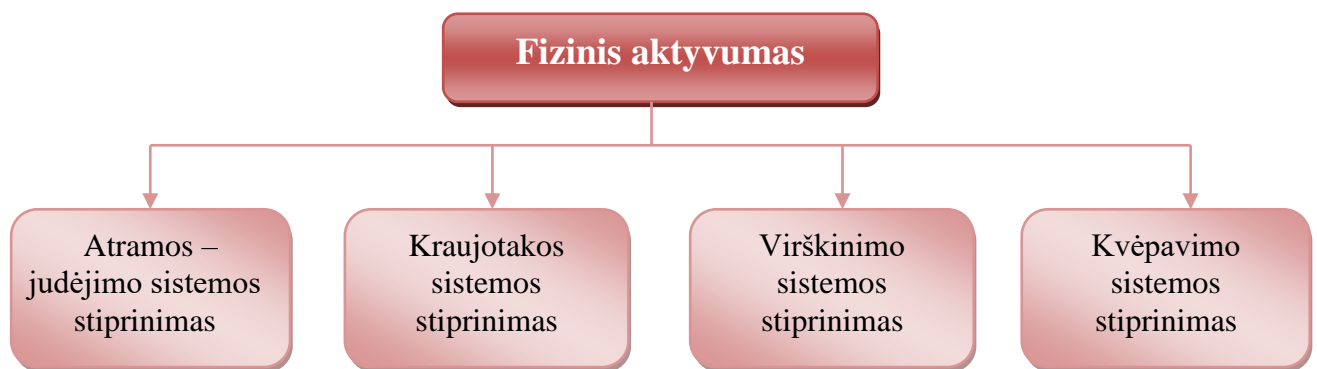 Fizinis aktyvumas
Atramos –
judėjimo sistemos
stiprinimas
Kraujotakos
sistemos
stiprinimas
Virškinimo
sistemos
stiprinimas
Kvėpavimo
sistemos
stiprinimas